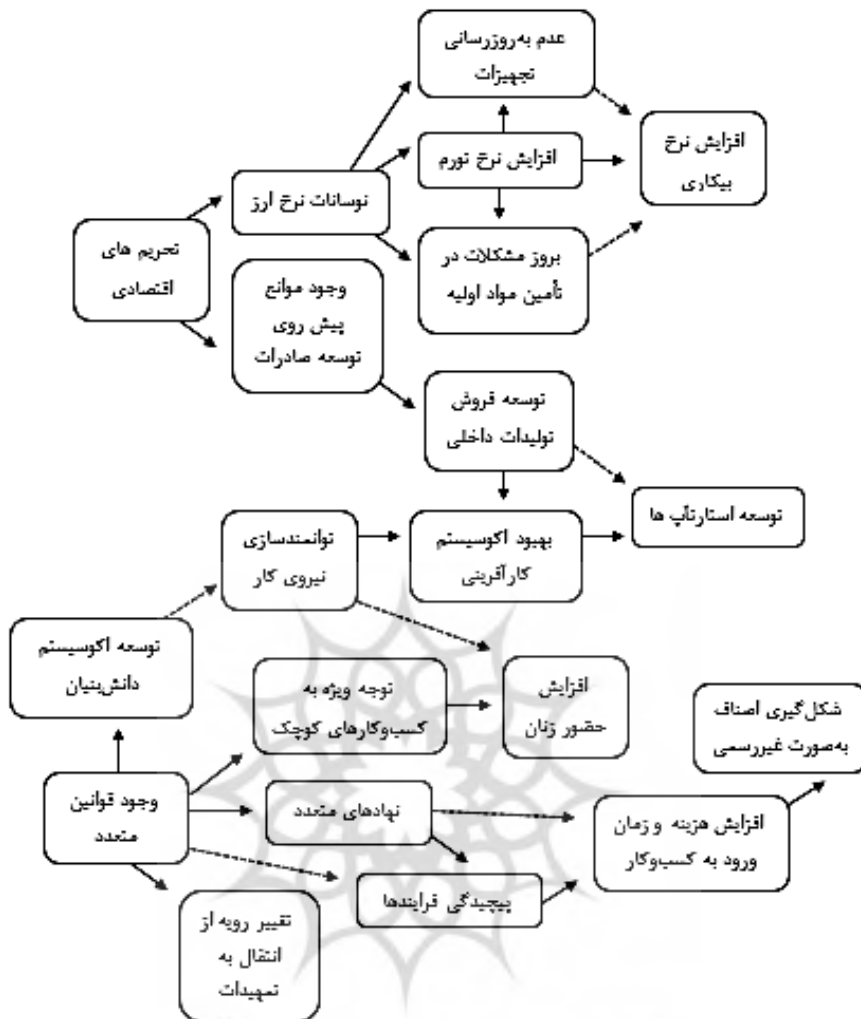 عدم به‌روزرسانی
تجهیزات
افزایش نرخ
بیکاری
افزایش نرخ تورم
نوسانات نرخ ارز
تحریم های
اقتصادی
بروز مشکلات در
تأمین مواد اولیه
وجود موانع
پیش روی
توسعه صادرات
توسعه فروش
تولیدات داخلی
توسعه استارتآپ ها
بهبود اکوسیستم
کارآفرینی
توانمندسازی
نیروی کار
توسعه اکوسیستم
دانش‌بنیان
افزایش
حضور زنان
توجه ویژه به
کسب‌وکارهای کوچک
شکل‌گیری اصناف
به‌صورت غیررسمی
وجود قوانین
متعدد
نهادهای متعدد
افزایش هزینه و زمان
ورود به کسب‌وکار
پیچیدگی فرایندها
تغییر رویه از
انتقال به
تمهیدات